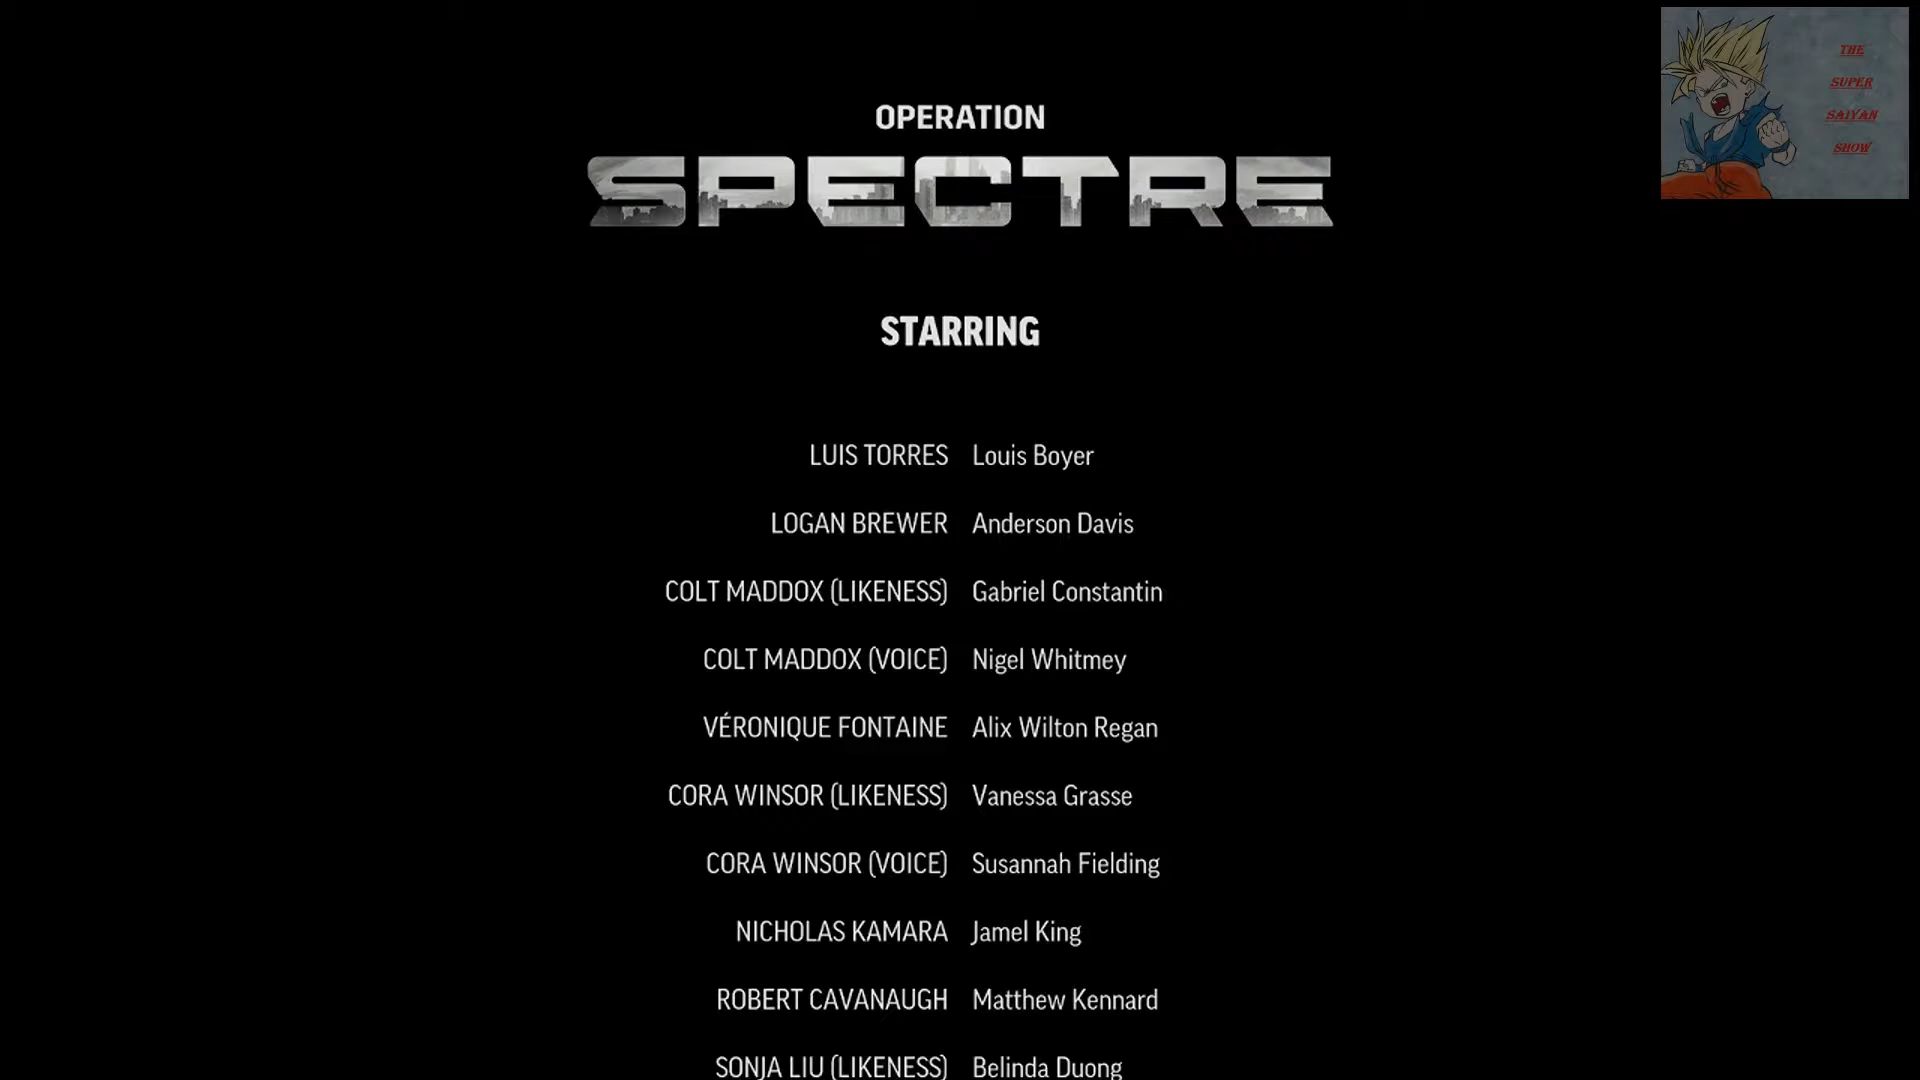 OPERATION
SPECTRE
STARRING
LUIS TORRES Louis Boyer
LOGAN BREWER Anderson Davis
COLT MADDOX (LIKENESS) Gabriel Constantin
COLT MADDOX (VOICE) Nigel Whitmey
VÉRONIQUE FONTAINE Alix Wilton Regan
CORA WINSOR (LIKENESS) Vanessa Grasse
CORA WINSOR (VOICE) Susannah Fielding
NICHOLAS KAMARA Jamel King
ROBERT CAVANAUGH Matthew Kennard
SONJA LIU (LIKENESS) Belinda Duong
THE
SUPER
SAIYAN
SHOW